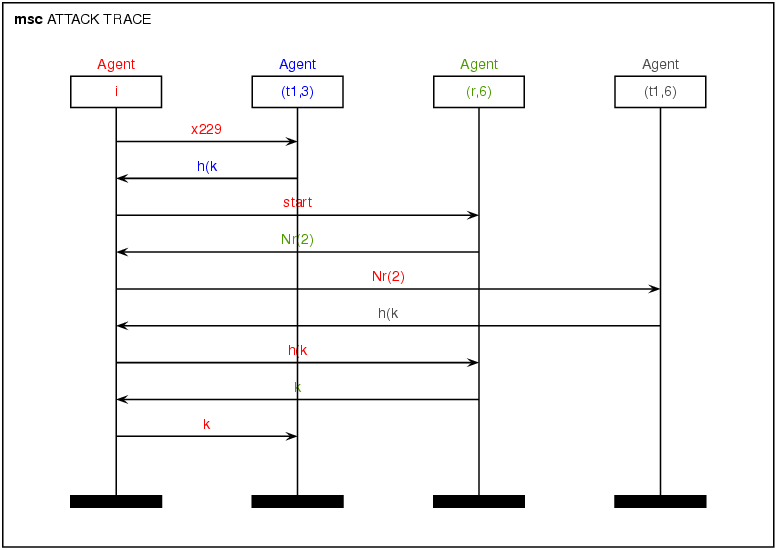 msc ATTACK TRACE
Agent Agent Agent Agent
i (t1,3) (r,6) (t1,6)
x229
h(k
start
Nr(2)
Nr(2)
h(k
h(k
k
k